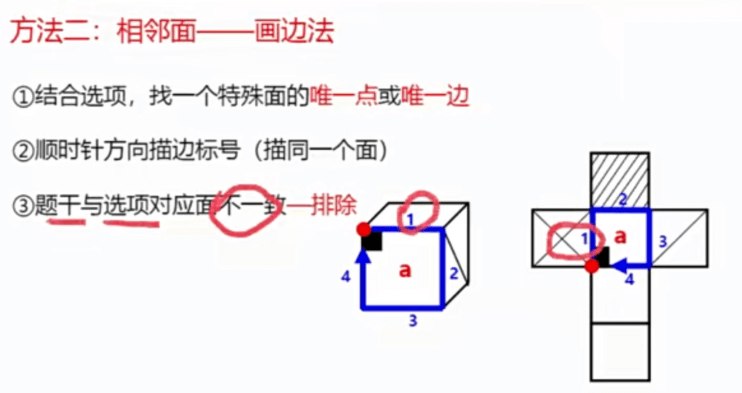 方法二：相邻面——画边法
①结合选项，找一个特殊面的唯一点或唯一边
②顺时针方向描边标号（描同一个面）
③题干与选项对应面不一致—排除
1
4 a 2
3
2
1 a 3
4